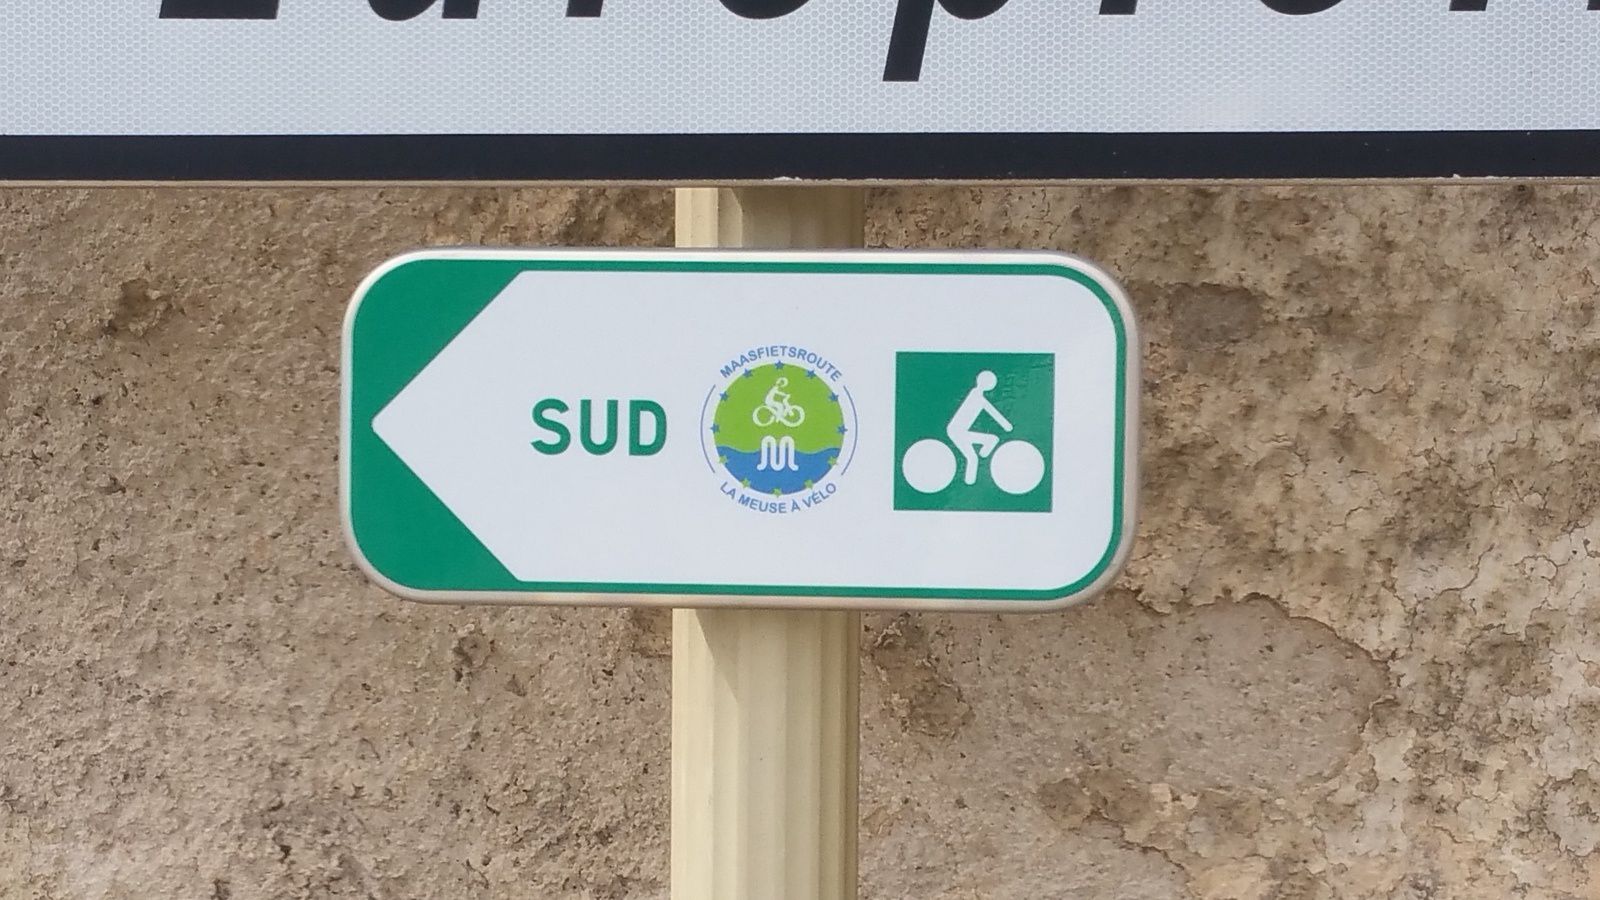 SUD
MAASFIETSROUTE
LA MEUSE À VÉLO